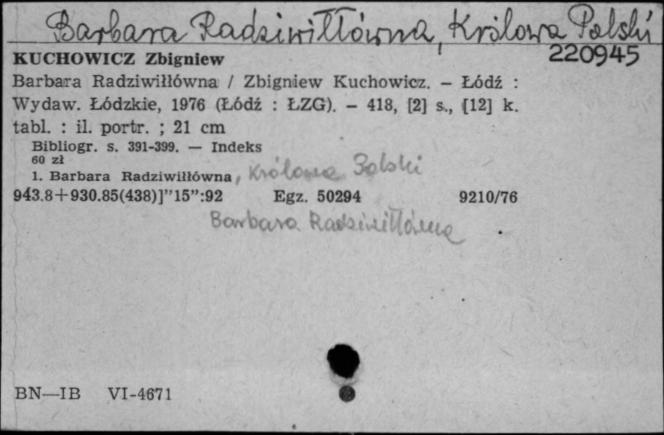 Barbara Radziwiłłówna, Królowa Polski
KUCHOWICZ Zbigniew 220945
Barbara Radziwiłłówna / Zbigniew Kuchowicz. – Łódź :
Wydaw. Łódzkie, 1976 (Łódź : ŁZG). – 418, [2] s., [12] k.
tabl. : il. portr. ; 21 cm
Bibliogr. s. 391-399. — Indeks
60 zł
1. Barbara Radziwiłłówna, Królowa Polski
943.8+930.85(438)]”15”:92 Egz. 50294 9210/76
Barbara Radziwiłłówna
BN—IB VI-4671